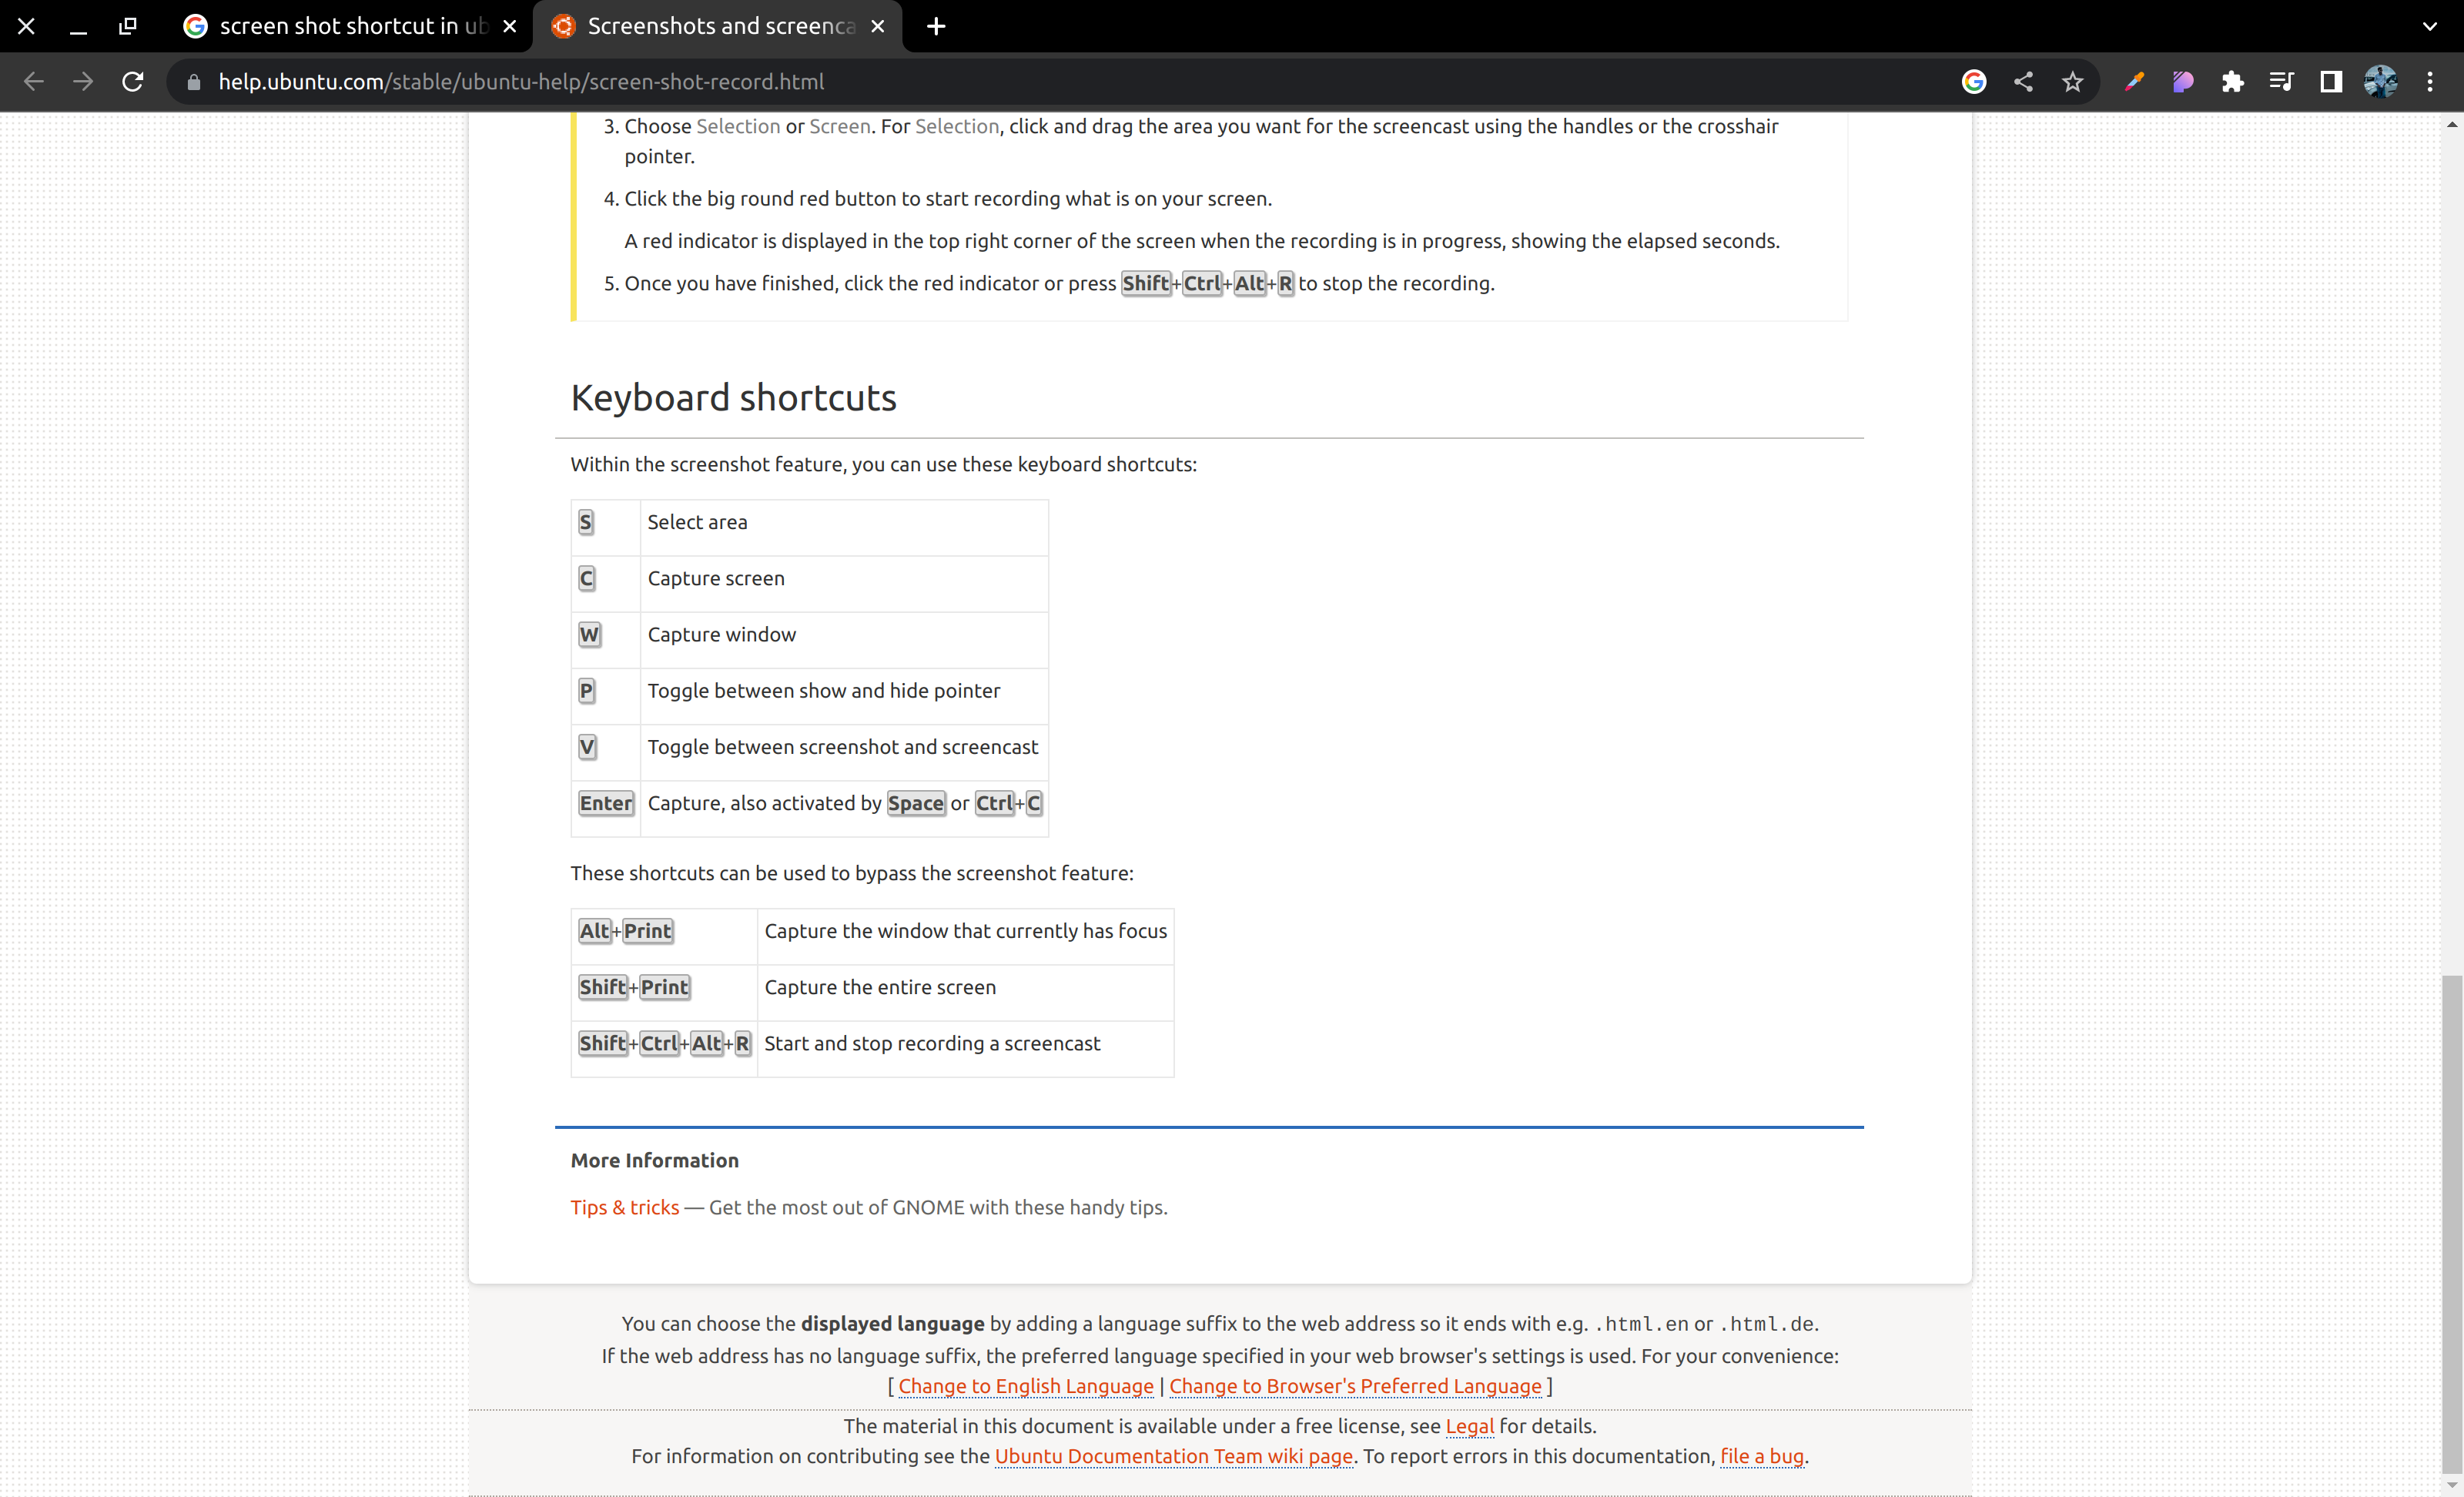 screen shot shortcut in ub
Screenshots and screenca
help.ubuntu.com/stable/ubuntu-help/screen-shot-record.html
3. Choose Selection or Screen. For Selection, click and drag the area you want for the screencast using the handles or the crosshair
pointer.
4. Click the big round red button to start recording what is on your screen.
A red indicator is displayed in the top right corner of the screen when the recording is in progress, showing the elapsed seconds.
5. Once you have finished, click the red indicator or press Shift+Ctrl+Alt+R to stop the recording.
Keyboard shortcuts
Within the screenshot feature, you can use these keyboard shortcuts:
S Select area
C Capture screen
W Capture window
P Toggle between show and hide pointer
V Toggle between screenshot and screencast
Enter Capture, also activated by Space or Ctrl+C
These shortcuts can be used to bypass the screenshot feature:
Alt+Print Capture the window that currently has focus
Shift+Print Capture the entire screen
Shift+Ctrl+Alt+R Start and stop recording a screencast
More Information
Tips & tricks — Get the most out of GNOME with these handy tips.
You can choose the displayed language by adding a language suffix to the web address so it ends with e.g. .html.en or .html.de.
If the web address has no language suffix, the preferred language specified in your web browser's settings is used. For your convenience:
[ Change to English Language | Change to Browser's Preferred Language ]
The material in this document is available under a free license, see Legal for details.
For information on contributing see the Ubuntu Documentation Team wiki page. To report errors in this documentation, file a bug.